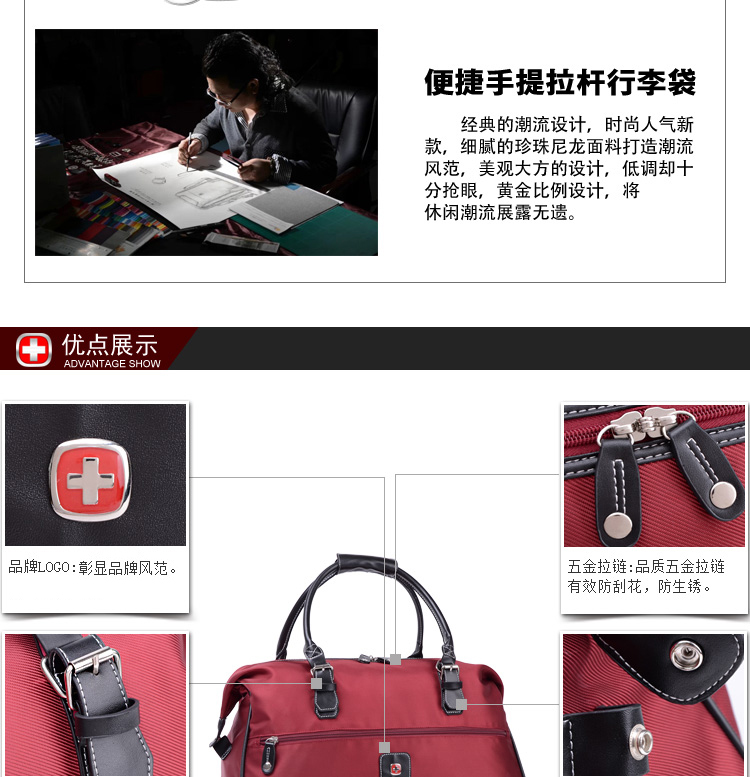 便捷手提拉杆行李袋
经典的潮流设计，时尚人气新
款，细腻的珍珠尼龙面料打造潮流
风范，美观大方的设计，低调却十
分抢眼，黄金比例设计，将
休闲潮流展露无遗。
优点展示
ADVANTAGE SHOW
品牌LOGO:彰显品牌风范。
五金拉链:品质五金拉链
有效防刮花，防生锈。